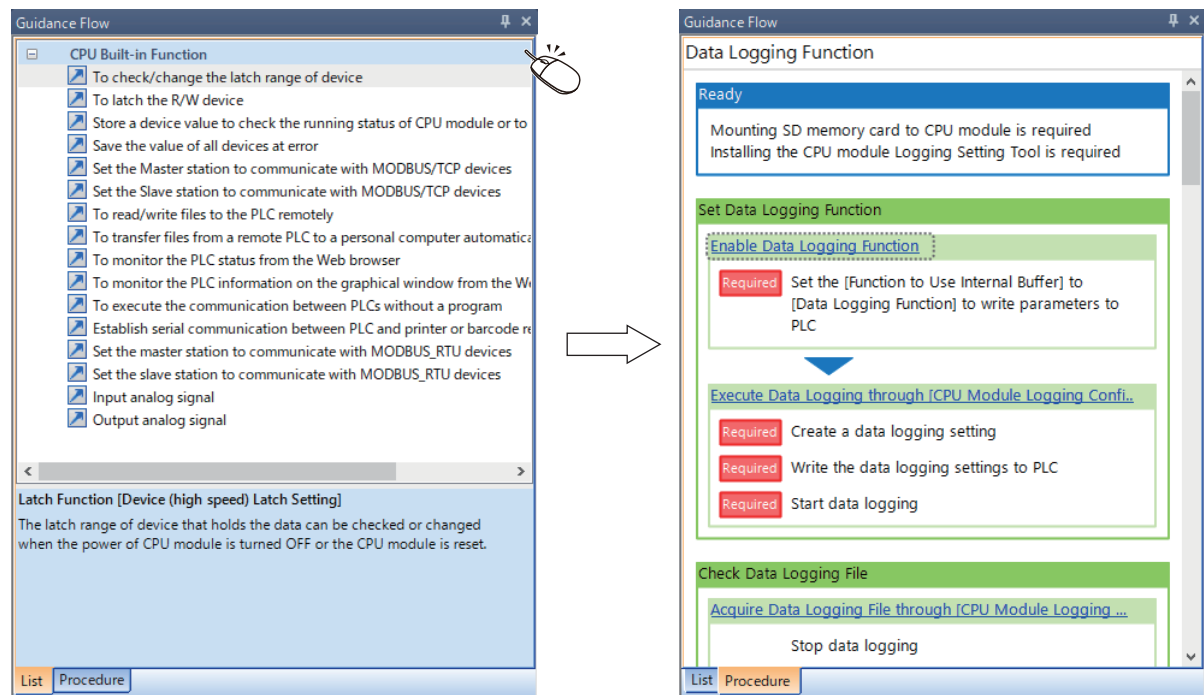 Guidance Flow
CPU Built-in Function
To check/change the latch range of device
To latch the R/W device
Store a device value to check the running status of CPU module or to
Save the value of all devices at error
Set the Master station to communicate with MODBUS/TCP devices
Set the Slave station to communicate with MODBUS/TCP devices
To read/write files to the PLC remotely
To transfer files from a remote PLC to a personal computer automatica
To monitor the PLC status from the Web browser
To monitor the PLC information on the graphical window from the We
To execute the communication between PLCs without a program
Establish serial communication between PLC and printer or barcode re
Set the master station to communicate with MODBUS_RTU devices
Set the slave station to communicate with MODBUS_RTU devices
Input analog signal
Output analog signal
Latch Function [Device (high speed) Latch Setting]
The latch range of device that holds the data can be checked or changed
when the power of CPU module is turned OFF or the CPU module is reset.
List Procedure
Guidance Flow
Data Logging Function
Ready
Mounting SD memory card to CPU module is required
Installing the CPU module Logging Setting Tool is required
Set Data Logging Function
Enable Data Logging Function
Required Set the [Function to Use Internal Buffer] to
[Data Logging Function] to write parameters to
PLC
Execute Data Logging through [CPU Module Logging Confi..
Required Create a data logging setting
Required Write the data logging settings to PLC
Required Start data logging
Check Data Logging File
Acquire Data Logging File through [CPU Module Logging ...
Stop data logging
List Procedure